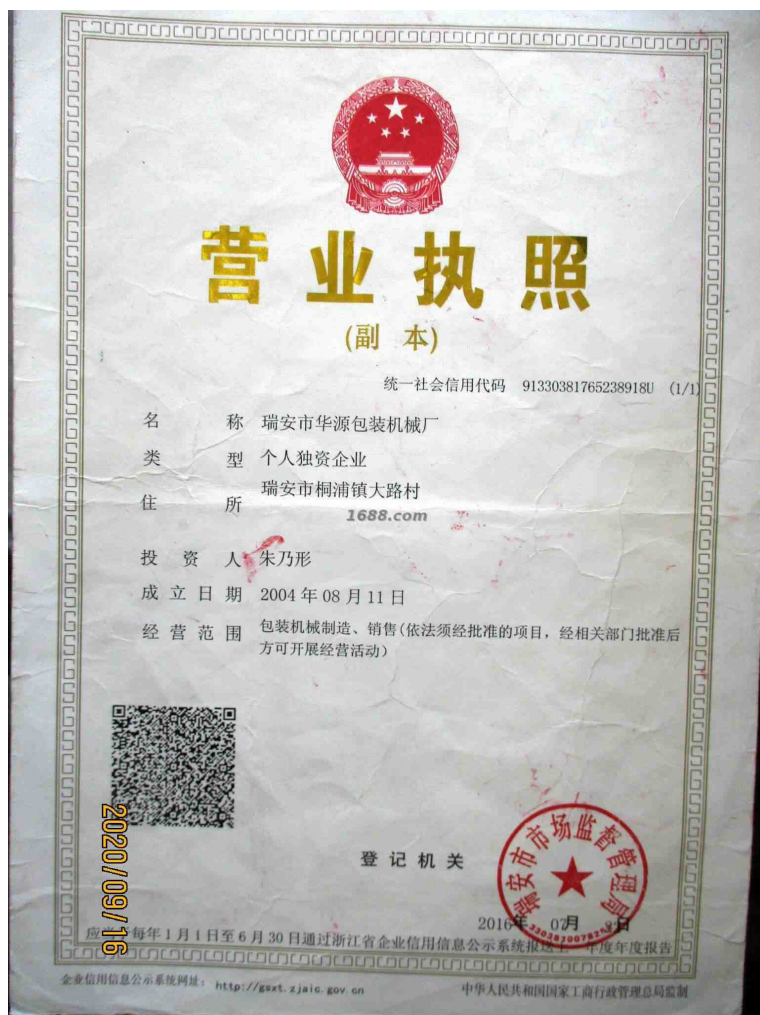 营业执照
(副 本)
统一社会信用代码 91330381765238918U (1/1)
名 称 瑞安市华源包装机械厂
类 型 个人独资企业
住 所 瑞安市桐浦镇大路村
1688.com
投 资 人 朱乃形
成立日期 2004年08月11日
经营范围 包装机械制造、销售(依法须经批准的项目，经相关部门批准后
方可开展经营活动)
2020/09/16
登记机关
瑞安市市场监督管理局
2016年 07月 日
应当于每年1月1日至6月30日通过浙江省企业信用信息公示系统报送上一年度年度报告
企业信用信息公示系统网址： http://gsxt.zjaic.gov.cn
中华人民共和国国家工商行政管理总局监制